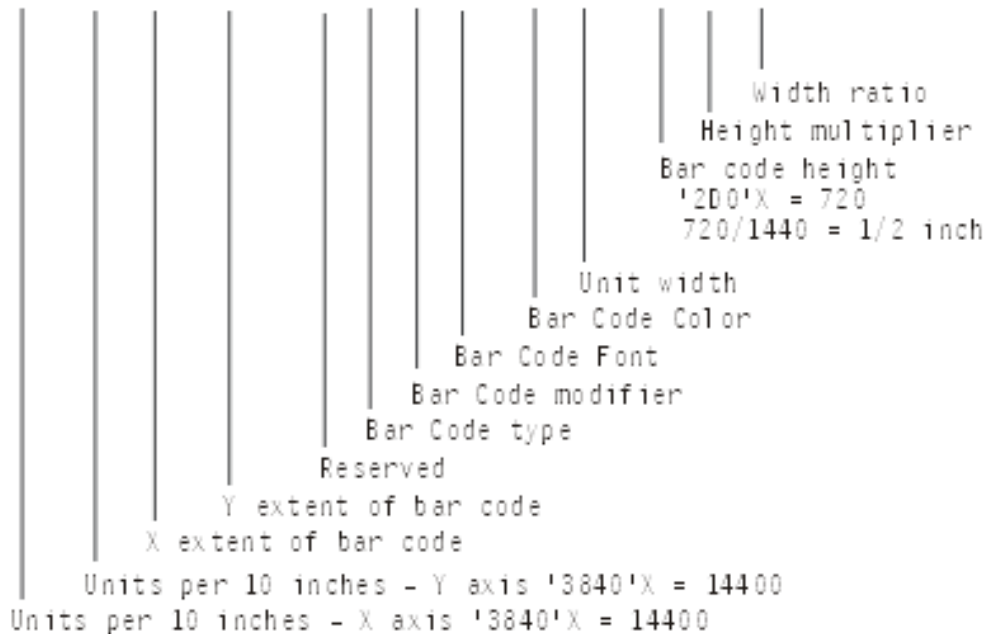 Width ratio
Height multiplier
Bar code height
'2D0'X = 720
720/1440 = 1/2 inch
Unit width
Bar Code Color
Bar Code Font
Bar Code modifier
Bar Code type
Reserved
Y extent of bar code
X extent of bar code
Units per 10 inches - Y axis '3840'X = 14400
Units per 10 inches - X axis '3840'X = 14400